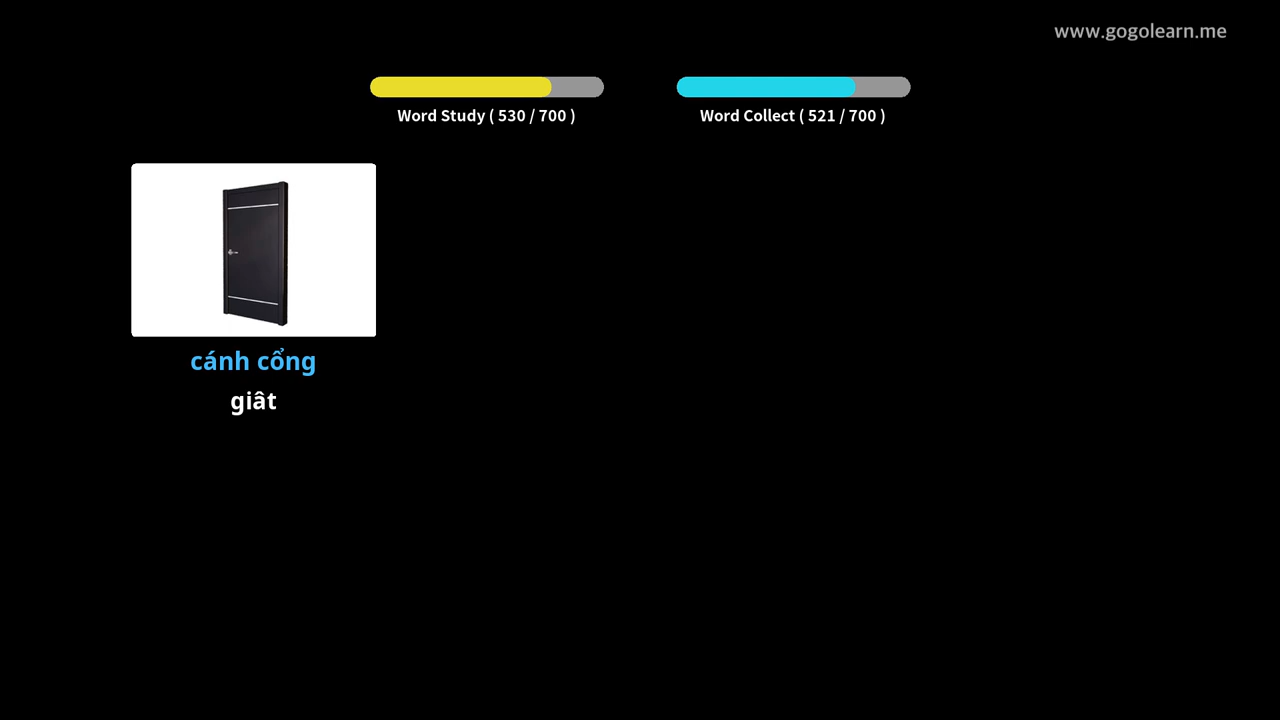 www.gogolearn.me
Word Study ( 530 / 700 )
Word Collect ( 521 / 700 )
cánh cổng
giât